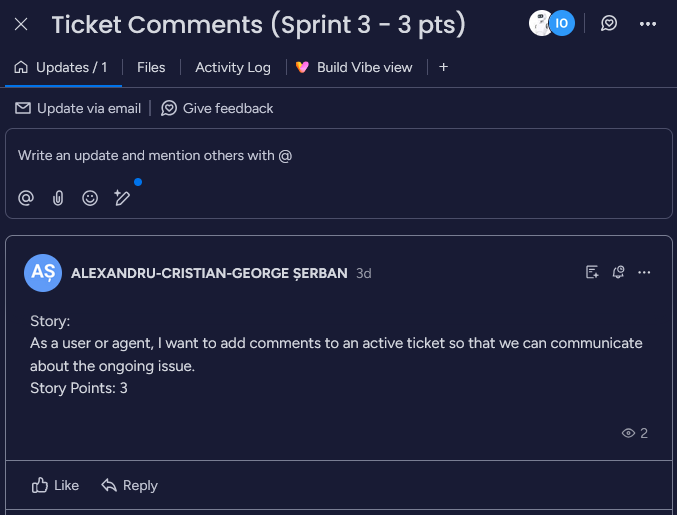 Ticket Comments (Sprint 3 - 3 pts)
IO
Updates / 1
Files
Activity Log
Build Vibe view
+
Update via email
Give feedback
Write an update and mention others with @
AȘ
ALEXANDRU-CRISTIAN-GEORGE ȘERBAN 3d
Story:
As a user or agent, I want to add comments to an active ticket so that we can communicate
about the ongoing issue.
Story Points: 3
2
Like
Reply